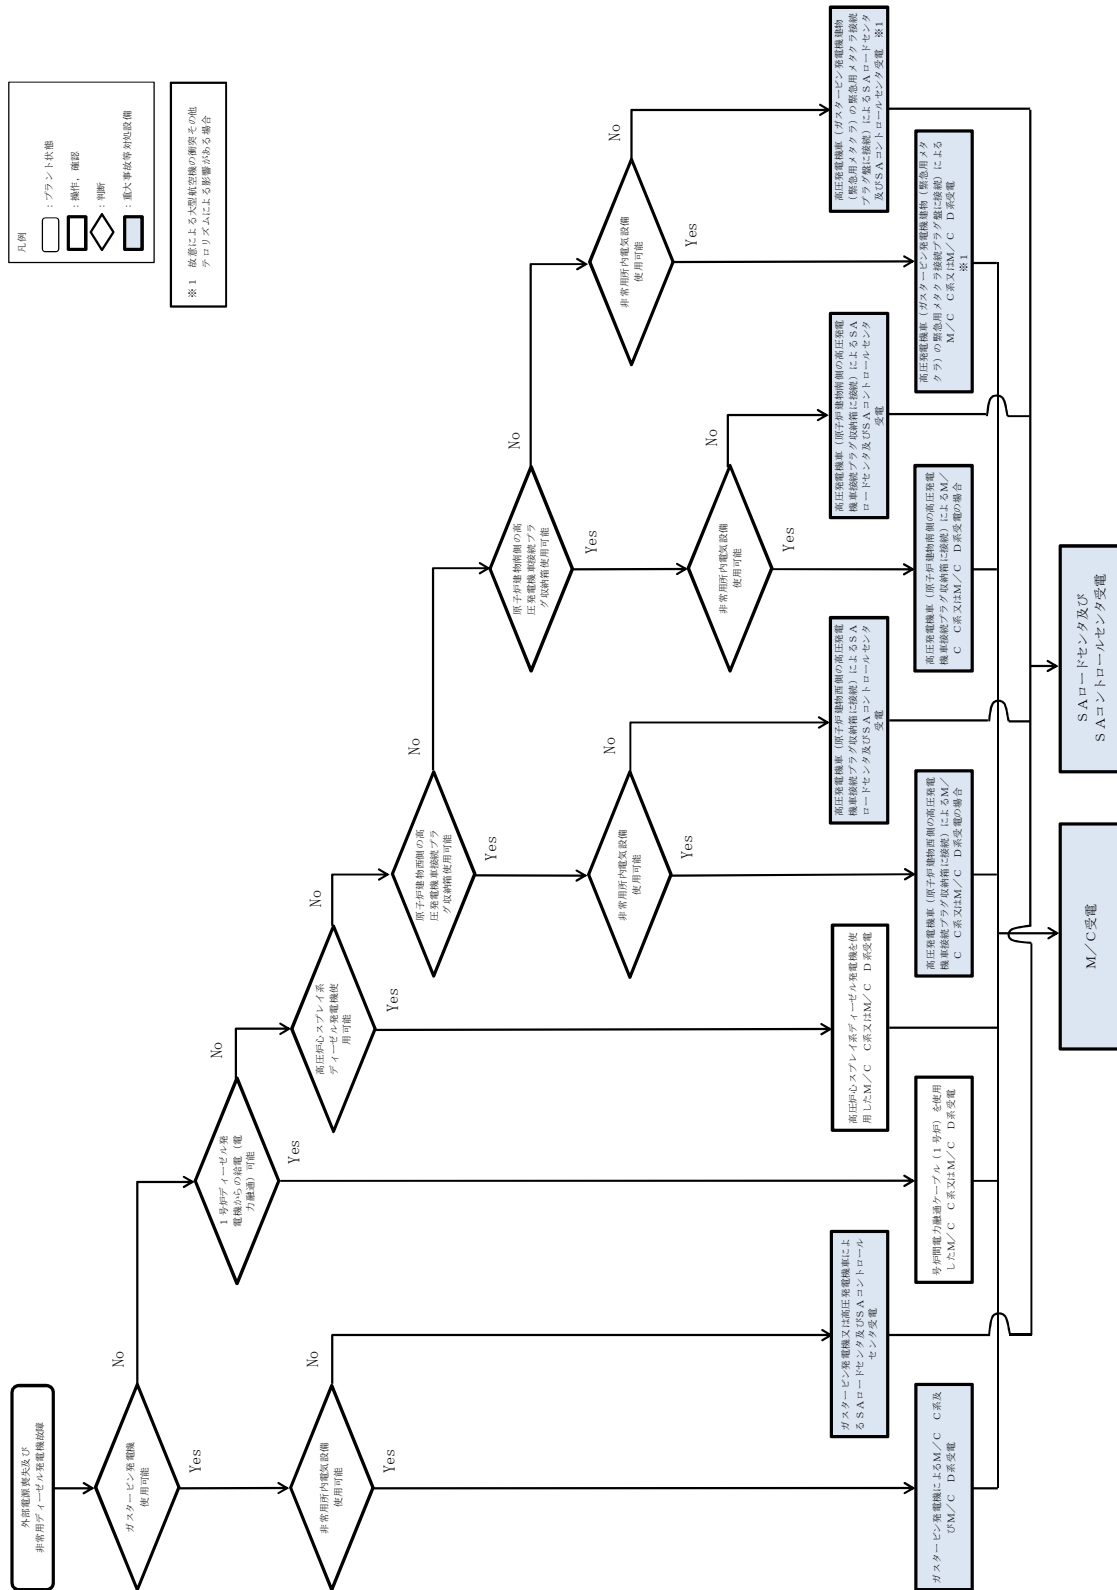 凡例
：プラント状態
：操作，確認
：判断
：重大事故等対処設備
※１　故意による大型航空機の衝突その他
テロリズムによる影響がある場合
外部電源喪失及び
非常用ディーゼル発電機故障
ガスタービン発電機
使用可能
No
Yes
非常用所内電気設備
使用可能
No
Yes
１号炉ディーゼル発
電機からの給電（電
力融通）可能
No
Yes
高圧炉心スプレイ系
ディーゼル発電機使
用可能
No
Yes
原子炉建物西側の高
圧発電機車接続プラ
グ収納箱使用可能
No
Yes
非常用所内電気設備
使用可能
No
Yes
原子炉建物南側の高
圧発電機車接続プラ
グ収納箱使用可能
No
Yes
非常用所内電気設備
使用可能
No
Yes
非常用所内電気設備
使用可能
No
Yes
ガスタービン発電機によるM／C　C系及
びM／C　D系受電
ガスタービン発電機又は高圧発電機車によ
るSAロードセンタ及びSAコントロール
センタ受電
号炉間電力融通ケーブル（１号炉）を使用
したM／C　C系又はM／C　D系受電
高圧炉心スプレイ系ディーゼル発電機を使
用したM／C　C系又はM／C　D系受電
高圧発電機車（原子炉建物西側の高圧発電
機車接続プラグ収納箱に接続）によるM／
C　C系又はM／C　D系受電の場合
高圧発電機車（原子炉建物西側の高圧発電
機車接続プラグ収納箱に接続）によるSA
ロードセンタ及びSAコントロールセンタ
受電
高圧発電機車（原子炉建物南側の高圧発電
機車接続プラグ収納箱に接続）によるM／
C　C系又はM／C　D系受電の場合
高圧発電機車（原子炉建物南側の高圧発電
機車接続プラグ収納箱に接続）によるSA
ロードセンタ及びSAコントロールセンタ
受電
高圧発電機車（ガスタービン発電機建物（緊急用メタ
クラ）の緊急用メタクラ接続プラグ盤に接続）による
M／C　C系又はM／C　D系受電
※１
高圧発電機車（ガスタービン発電機建物
（緊急用メタクラ）の緊急用メタクラ接続
プラグ盤に接続）によるSAロードセンタ
及びSAコントロールセンタ受電　※１
M／C受電
SAロードセンタ及び
SAコントロールセンタ受電